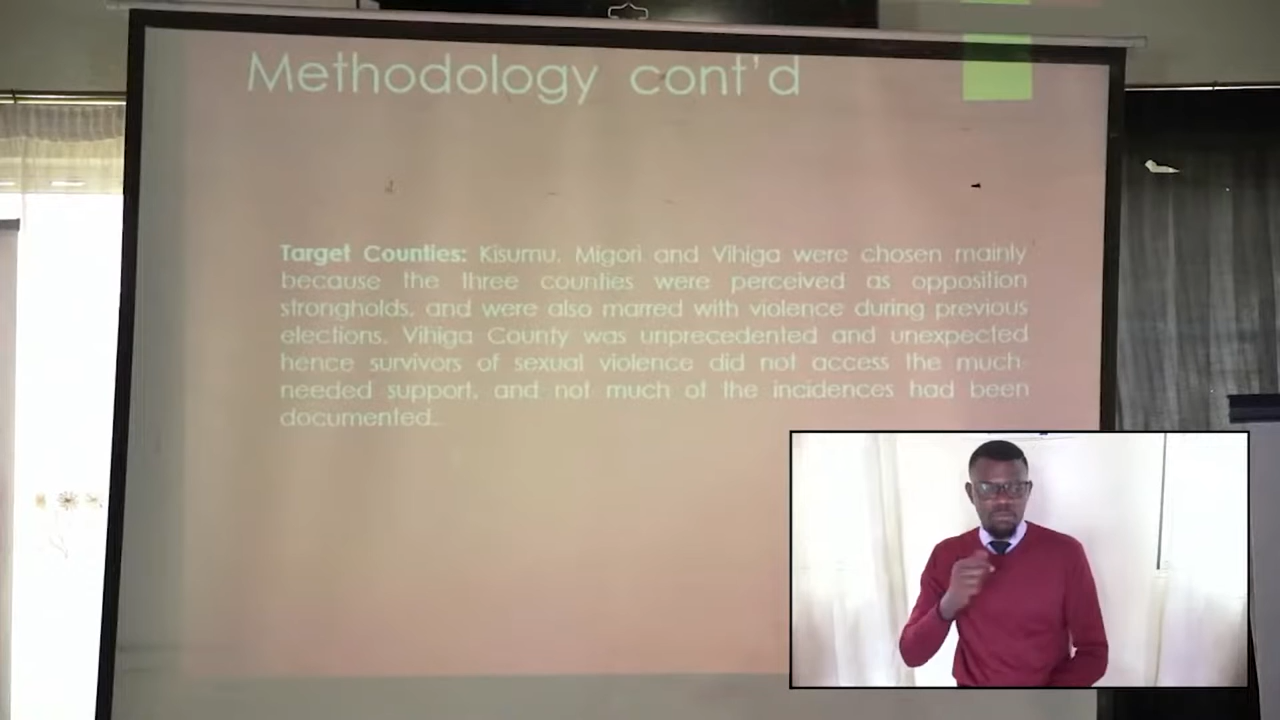 Methodology cont'd
Target Counties: Kisumu, Migori and Vihiga were chosen mainly
because the three counties were perceived as opposition
strongholds, and were also marred with violence during previous
elections. Vihiga County was unprecedented and unexpected
hence survivors of sexual violence did not access the much-
needed support, and not much of the incidences had been
documented.